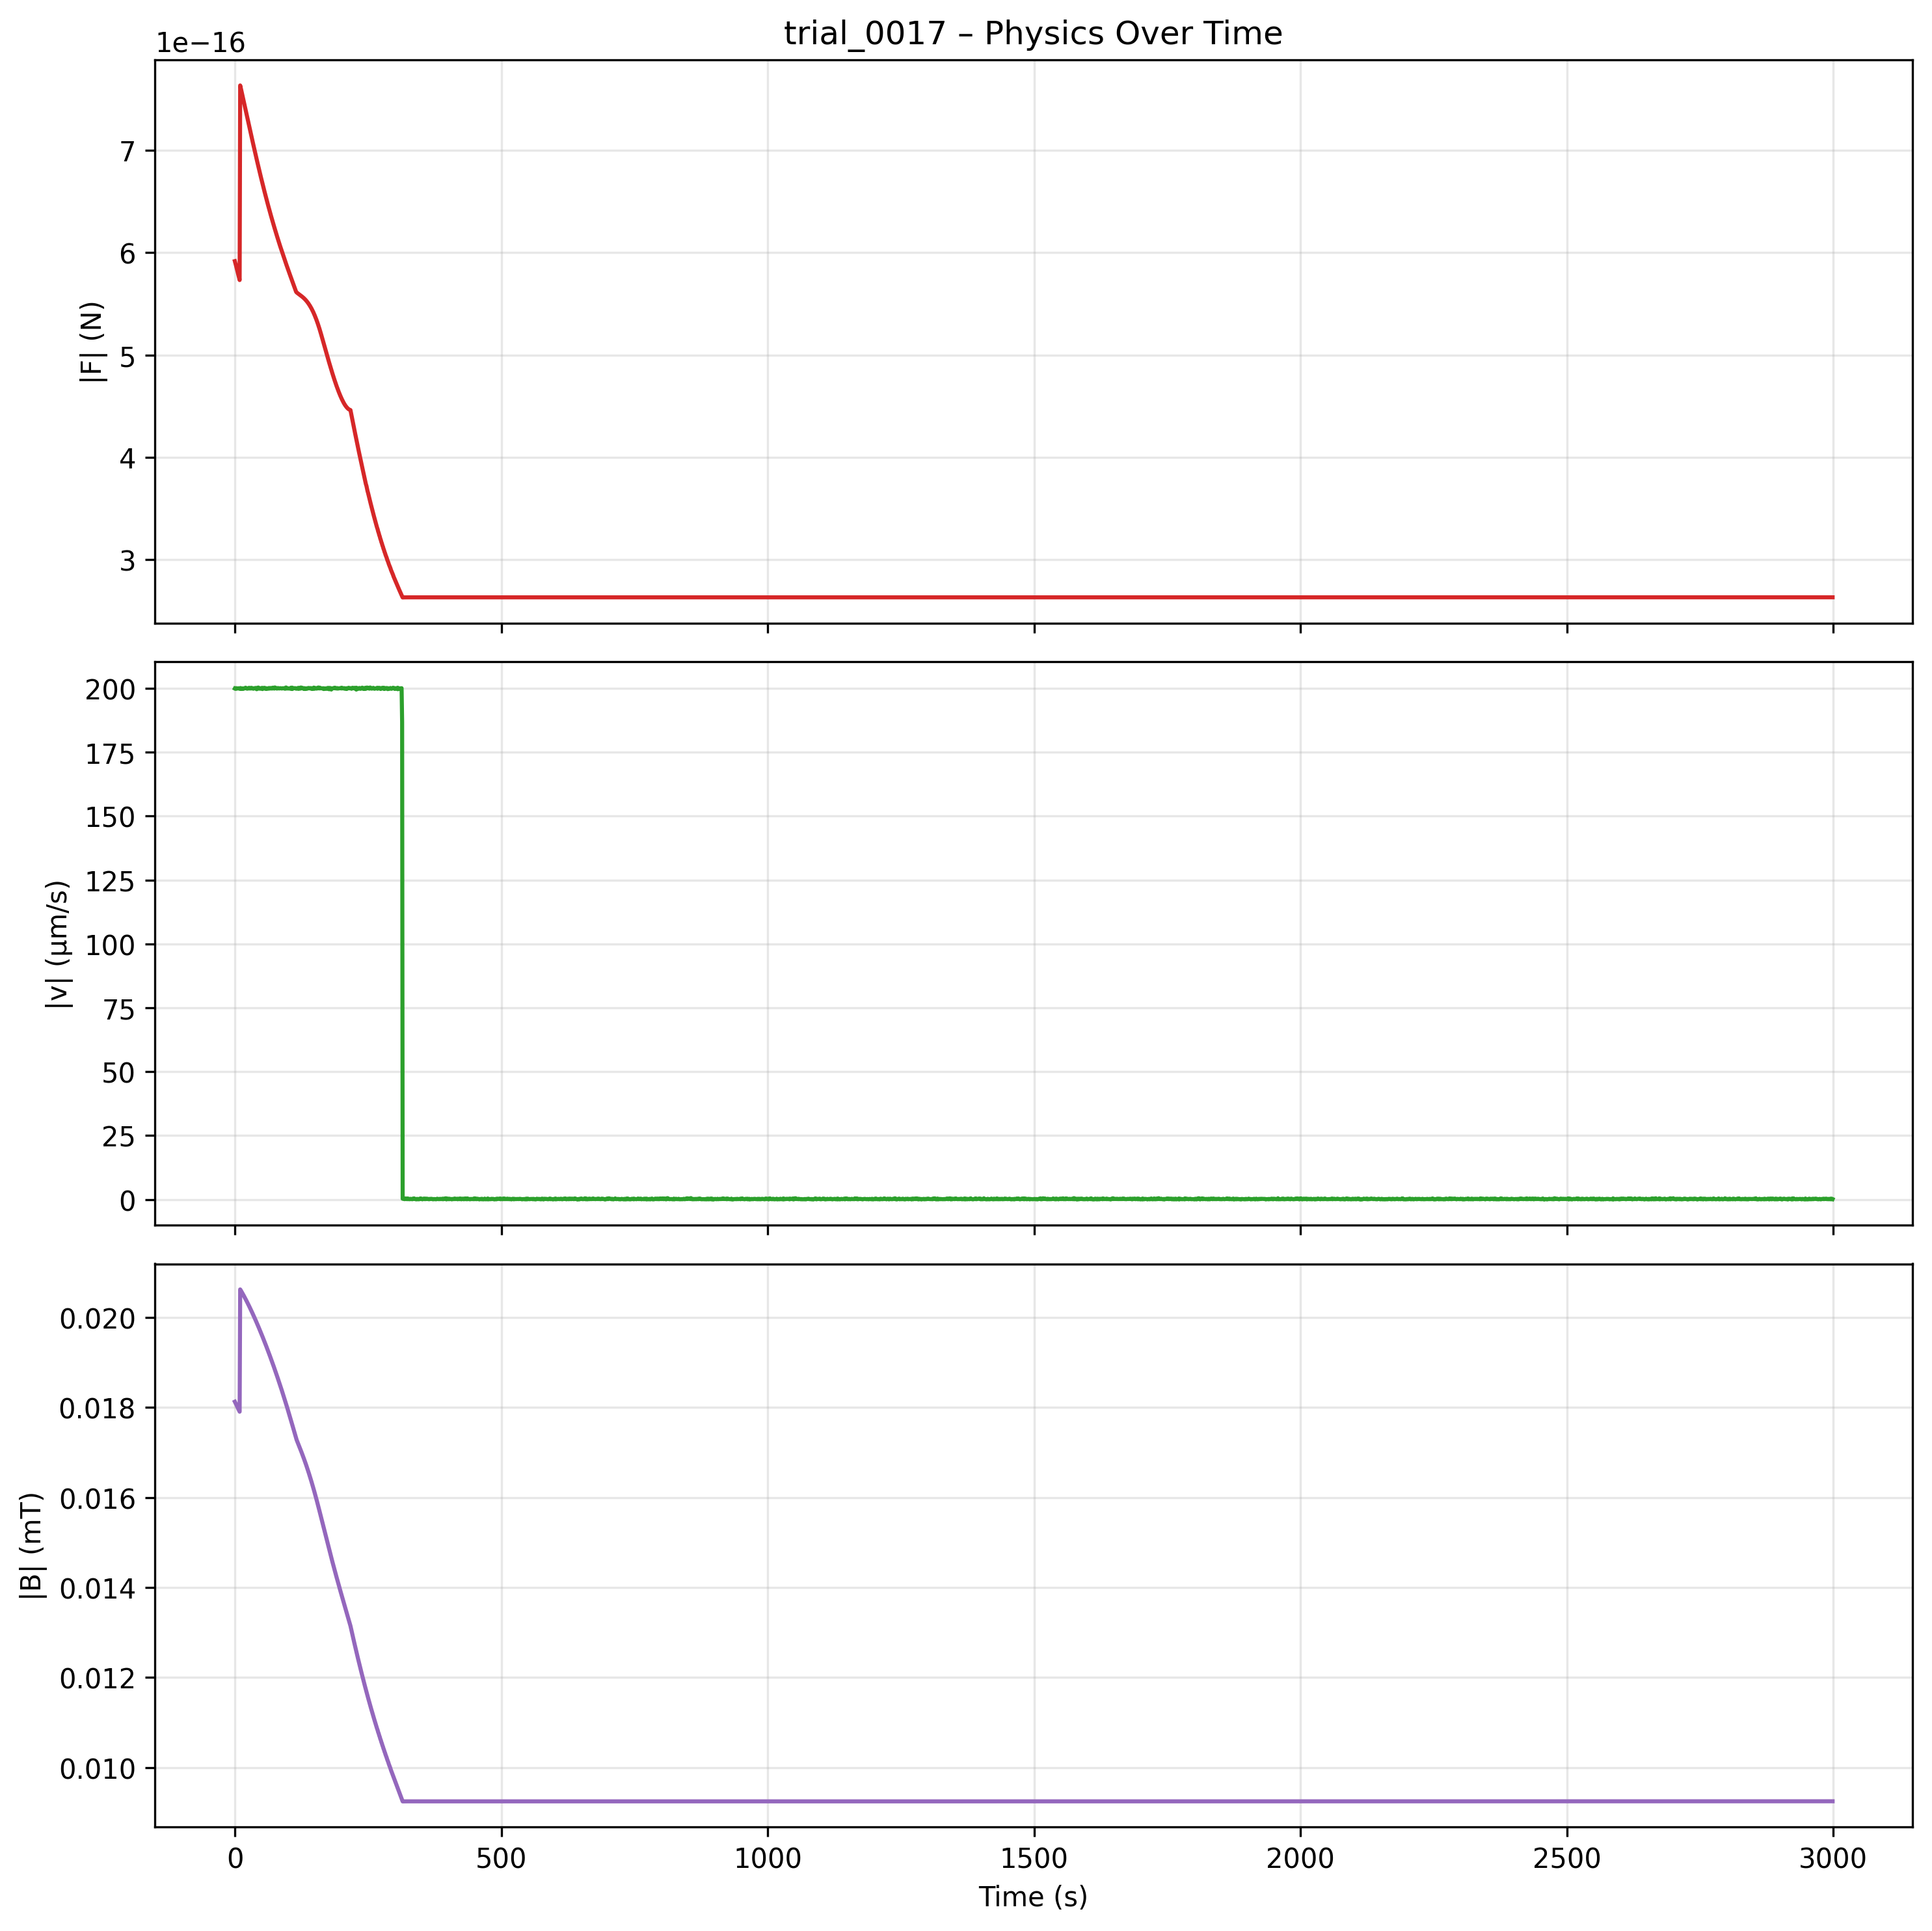 trial_0017 – Physics Over Time
1e−16
7
6
5
4
3
|F| (N)
200
175
150
125
100
75
50
25
0
|v| (µm/s)
0.020
0.018
0.016
0.014
0.012
0.010
|B| (mT)
0 500 1000 1500 2000 2500 3000
Time (s)